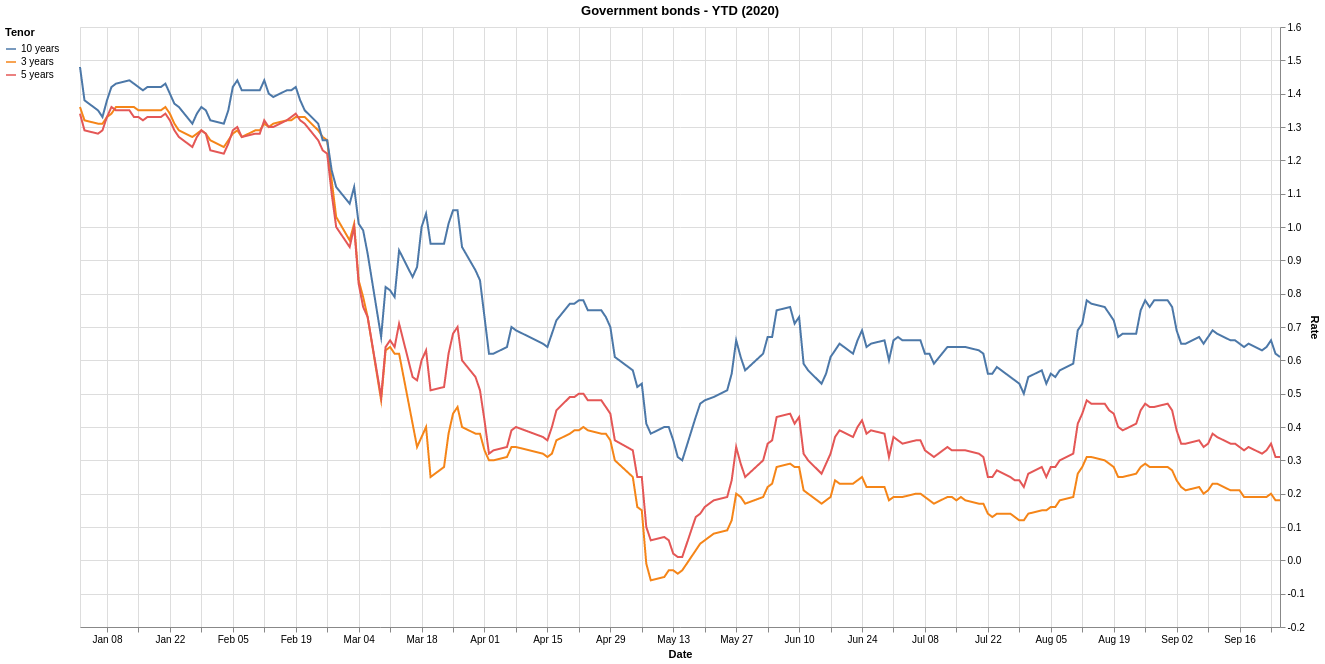 Government bonds - YTD (2020)
Tenor
10 years
3 years
5 years
1.6
1.5
1.4
1.3
1.2
1.1
1.0
0.9
0.8
0.7
0.6
0.5
0.4
0.3
0.2
0.1
0.0
-0.1
-0.2
Rate
Jan 08 Jan 22 Feb 05 Feb 19 Mar 04 Mar 18 Apr 01 Apr 15 Apr 29 May 13 May 27 Jun 10 Jun 24 Jul 08 Jul 22 Aug 05 Aug 19 Sep 02 Sep 16
Date